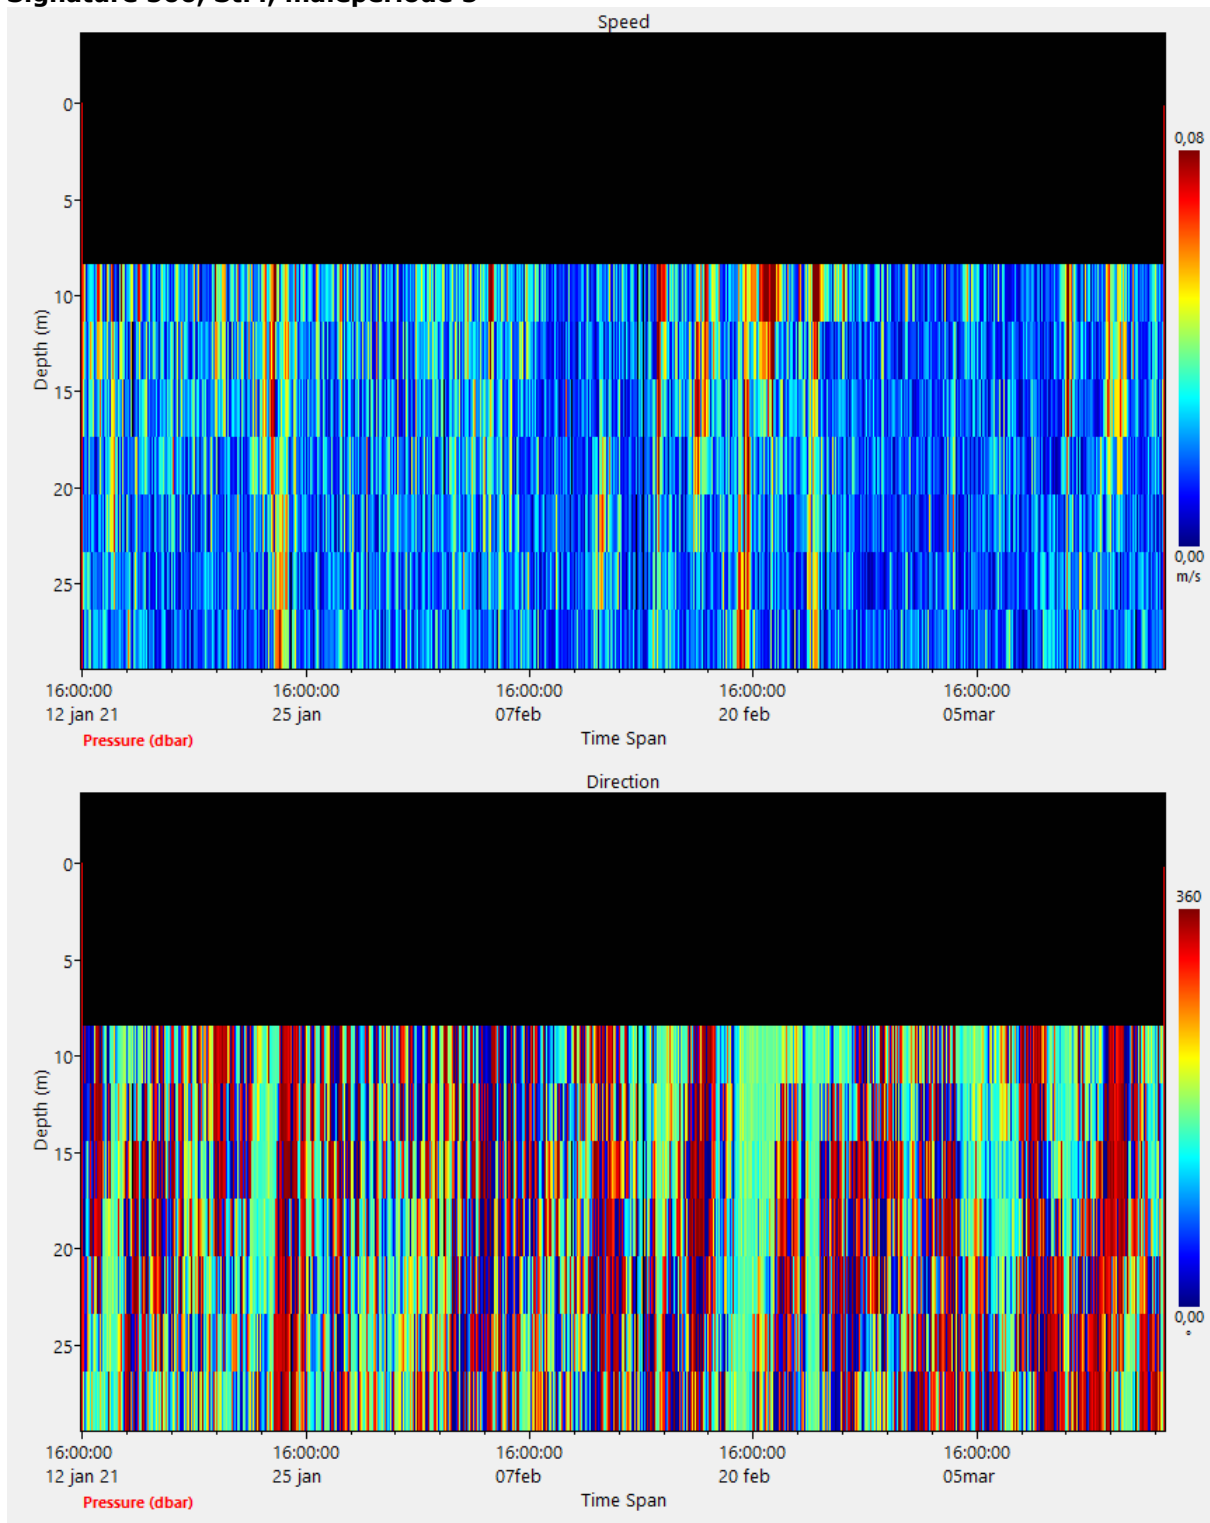 Speed
0,08
0
5
10
15
20
25
Depth (m)
0,00
m/s
16:00:00 16:00:00 16:00:00 16:00:00 16:00:00
12 jan 21 25 jan 07feb 20 feb 05mar
Pressure (dbar) Time Span
Direction
360
0
5
10
15
20
25
Depth (m)
0,00
°
16:00:00 16:00:00 16:00:00 16:00:00 16:00:00
12 jan 21 25 jan 07feb 20 feb 05mar
Pressure (dbar) Time Span